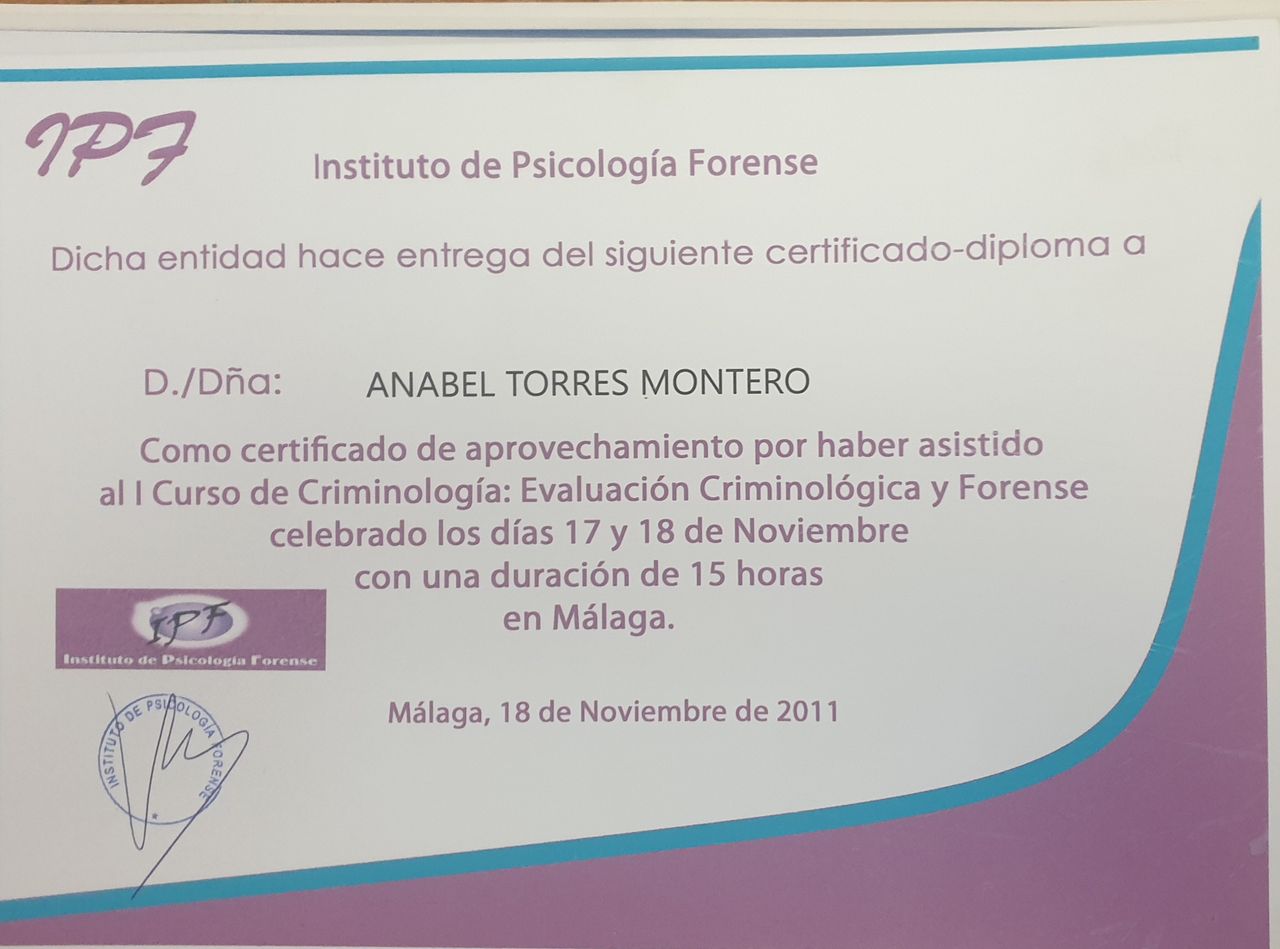 IPF
Instituto de Psicología Forense
Dicha entidad hace entrega del siguiente certificado-diploma a
D./Dña: ANABEL TORRES MONTERO
Como certificado de aprovechamiento por haber asistido
al I Curso de Criminología: Evaluación Criminológica y Forense
celebrado los días 17 y 18 de Noviembre
con una duración de 15 horas
en Málaga.
IPF
Instituto de Psicología Forense
Málaga, 18 de Noviembre de 2011
INSTITUTO DE PSICOLOGÍA FORENSE